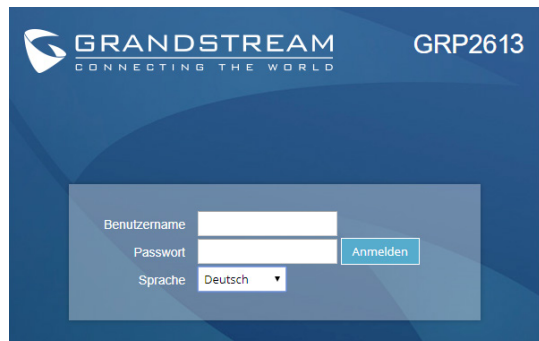 GRANDSTREAM
CONNECTING THE WORLD
GRP2613
Benutzername
Passwort
Anmelden
Sprache
Deutsch